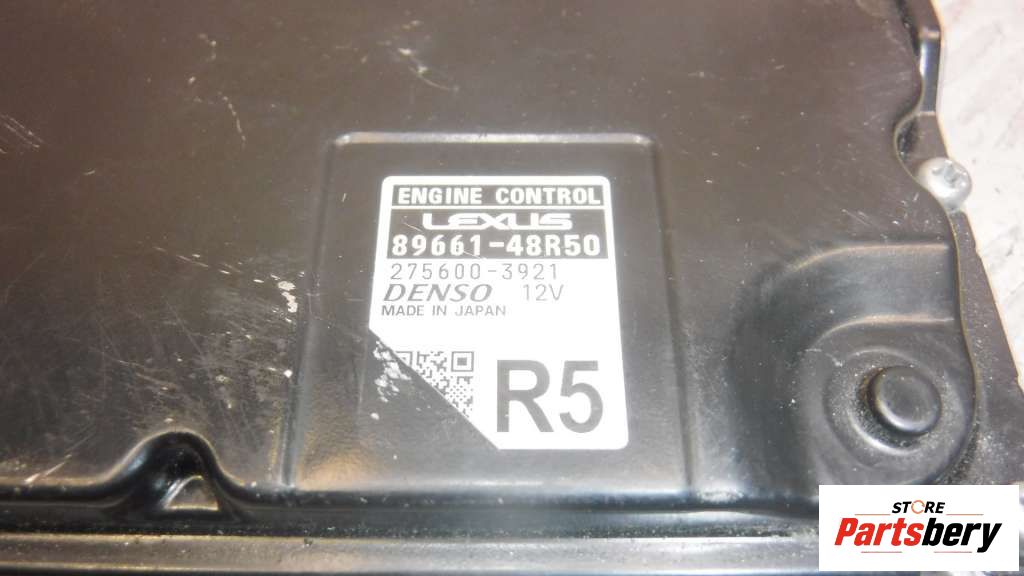 ENGINE CONTROL
LEXUS
89661-48R50
275600-3921
DENSO 12V
MADE IN JAPAN
R5
STORE
Partsbery